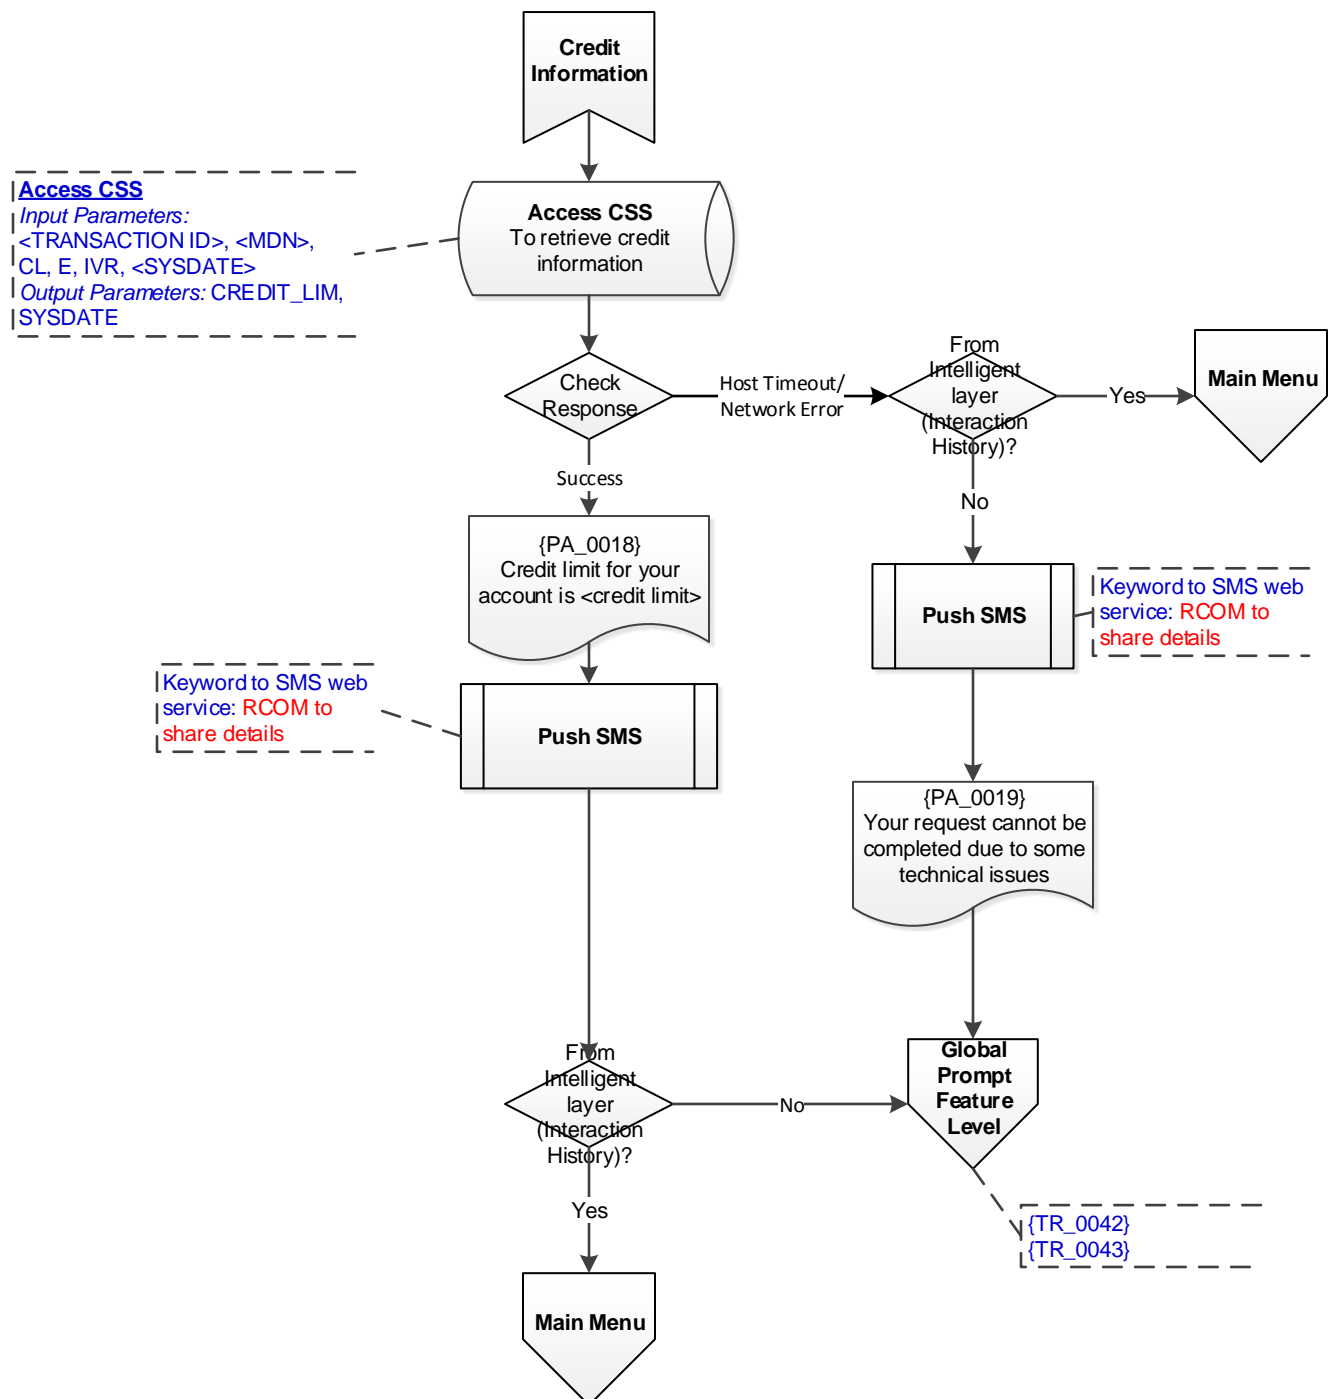 Credit
Information
Access CSS
Input Parameters:
<TRANSACTION ID>, <MDN>,
CL, E, IVR, <SYSDATE>
Output Parameters: CREDIT_LIM,
SYSDATE
Access CSS
To retrieve credit
information
Check
Response
Host Timeout/
Network Error
From
Intelligent
layer
(Interaction
History)?
Yes
Main Menu
Success
No
{PA_0018}
Credit limit for your
account is <credit limit>
Push SMS
Keyword to SMS web
service: RCOM to
share details
Keyword to SMS web
service: RCOM to
share details
Push SMS
{PA_0019}
Your request cannot be
completed due to some
technical issues
From
Intelligent
layer
(Interaction
History)?
No
Global
Prompt
Feature
Level
Yes
{TR_0042}
{TR_0043}
Main Menu